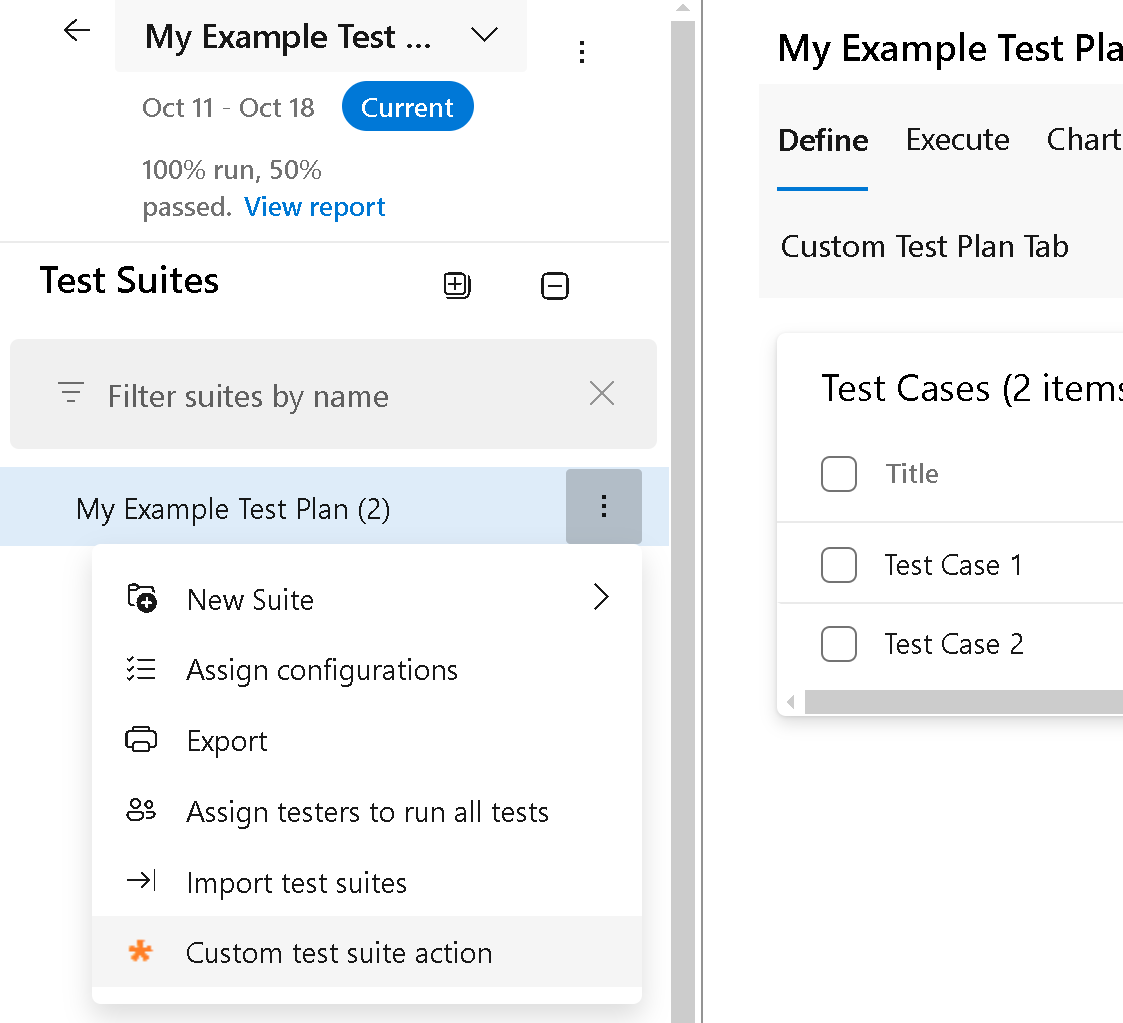 My Example Test ...
Oct 11 - Oct 18
Current
100% run, 50%
passed. View report
Test Suites
Filter suites by name
My Example Test Plan (2)
New Suite
Assign configurations
Export
Assign testers to run all tests
Import test suites
Custom test suite action
My Example Test Pla
Define Execute Chart
Custom Test Plan Tab
Test Cases (2 items
Title
Test Case 1
Test Case 2